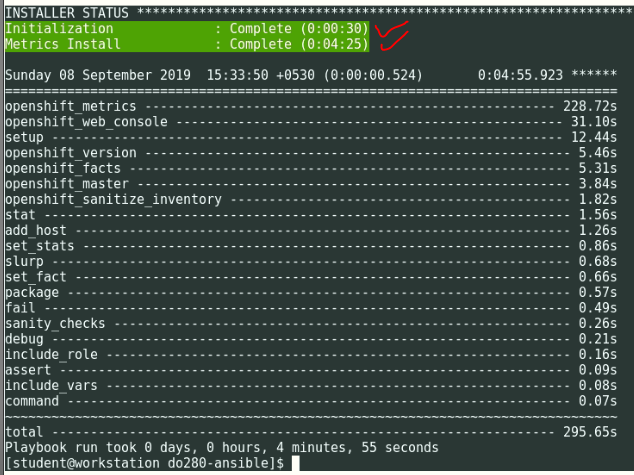 INSTALLER STATUS ****************************************************************
Initialization             : Complete (0:00:30)
Metrics Install            : Complete (0:04:25)
Sunday 08 September 2019  15:33:50 +0530 (0:00:00.524)       0:04:55.923 ******
===============================================================================
openshift_metrics ----------------------------------------------------- 228.72s
openshift_web_console -------------------------------------------------- 31.10s
setup ------------------------------------------------------------------ 12.44s
openshift_version ------------------------------------------------------- 5.46s
openshift_facts --------------------------------------------------------- 5.31s
openshift_master -------------------------------------------------------- 3.84s
openshift_sanitize_inventory -------------------------------------------- 1.82s
stat -------------------------------------------------------------------- 1.56s
add_host ---------------------------------------------------------------- 1.26s
set_stats --------------------------------------------------------------- 0.86s
slurp ------------------------------------------------------------------- 0.68s
set_fact ---------------------------------------------------------------- 0.66s
package ----------------------------------------------------------------- 0.57s
fail -------------------------------------------------------------------- 0.49s
sanity_checks ----------------------------------------------------------- 0.26s
debug ------------------------------------------------------------------- 0.21s
include_role ------------------------------------------------------------ 0.16s
assert ------------------------------------------------------------------ 0.09s
include_vars ------------------------------------------------------------ 0.08s
command ----------------------------------------------------------------- 0.07s
~~~~~~~~~~~~~~~~~~~~~~~~~~~~~~~~~~~~~~~~~~~~~~~~~~~~~~~~~~~~~~~~~~~~~~~~~~~~~~~
total ----------------------------------------------------------------- 295.65s
Playbook run took 0 days, 0 hours, 4 minutes, 55 seconds
[student@workstation do280-ansible]$